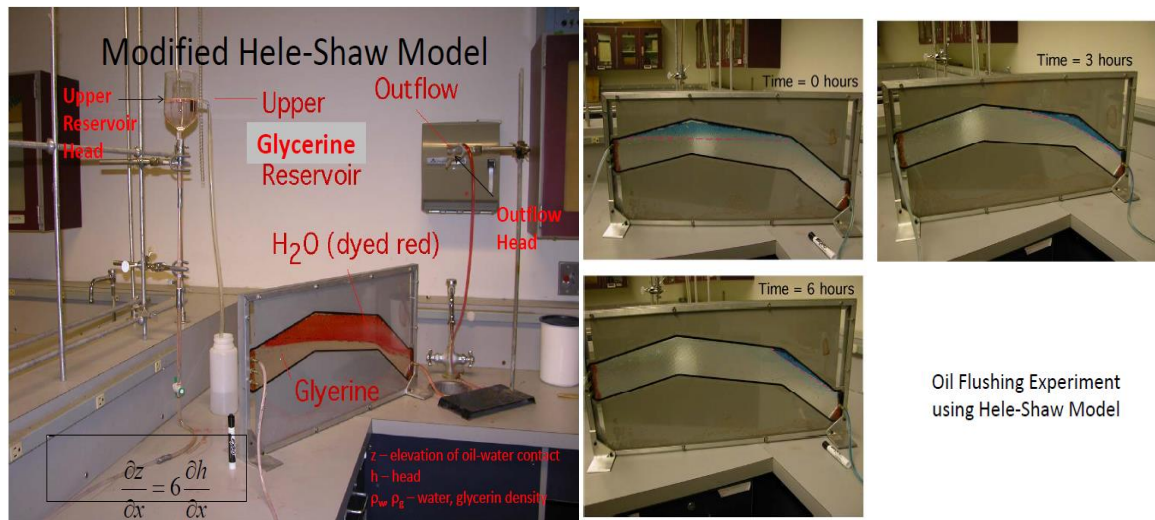 Modified Hele-Shaw Model
Upper
Reservoir
Head
Upper
Glycerine
Reservoir
Outflow
Outflow
Head
H₂O (dyed red)
Glyerine
z – elevation of oil-water contact
h – head
ρw, ρg – water, glycerin density
∂z/∂x = 6 ∂h/∂x
Time = 0 hours
Time = 3 hours
Time = 6 hours
Oil Flushing Experiment
using Hele-Shaw Model